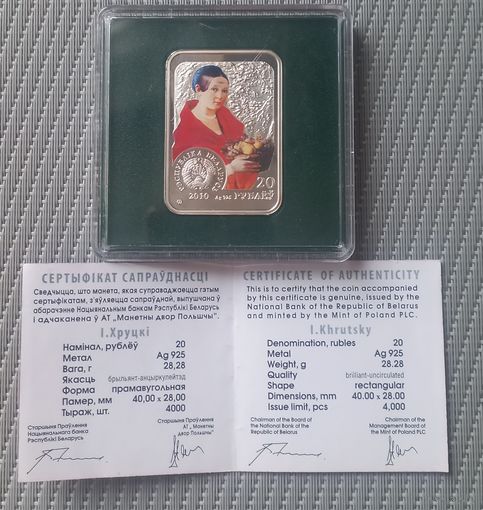 РЭСПУБЛІКА БЕЛАРУСЬ
2010
Ag 925
20
РУБЛЁЎ
СЕРТЫФІКАТ САПРАЎДНАСЦІ
Сведчыцца, што манета, якая суправаджаецца гэтым
сертыфікатам, з'яўляецца сапраўднай, выпушчана ў
абарачэнне Нацыянальным банкам Рэспублікі Беларусь
і адчаканена ў АТ „Манетны двор Польшчы"
І.Хруцкі
Намінал, рублёў 20
Метал Ag 925
Вага, г 28,28
Якасць брыльянт-анцыркулейтэд
Форма прамавугольная
Памер, мм 40,00 x 28,00
Тыраж, шт. 4000
Старшыня Праўлення
Нацыянальнага банка
Рэспублікі Беларусь
Старшыня Праўлення
АТ „Манетны
двор Польшчы"
CERTIFICATE OF AUTHENTICITY
This is to certify that the coin accompanied
by this certificate is genuine, issued by the
National Bank of the Republic of Belarus
and minted by the Mint of Poland PLC.
I.Khrutsky
Denomination, rubles 20
Metal Ag 925
Weight, g 28.28
Quality brilliant-uncirculated
Shape rectangular
Dimensions, mm 40.00 x 28.00
Issue limit, pcs 4,000
Chairman of the Board of
the National Bank of the
Republic of Belarus
Chairman of the
Management Board of
the Mint of Poland PLC